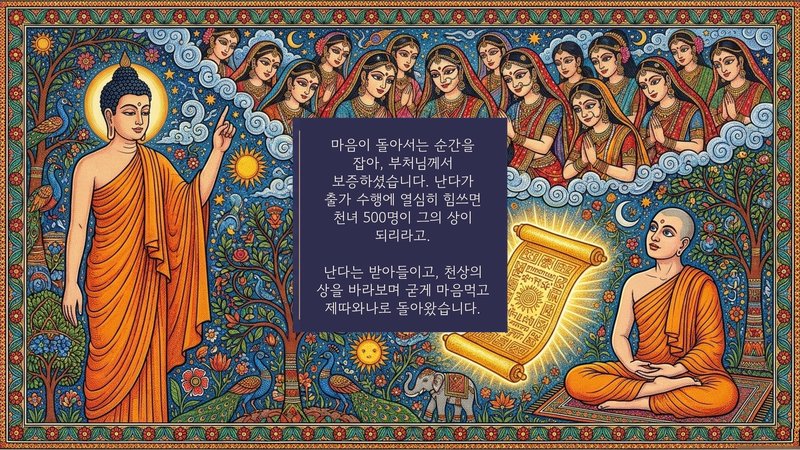 마음이 돌아서는 순간을
잡아, 부처님께서
보증하셨습니다. 난다가
출가 수행에 열심히 힘쓰면
천녀 500명이 그의 상이
되리라고.
난다는 받아들이고, 천상의
상을 바라보며 굳게 마음먹고
제따와나로 돌아왔습니다.